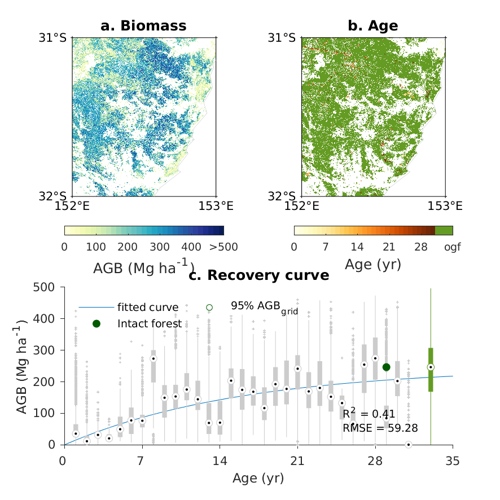 a. Biomass
b. Age
31°S
31°S
32°S
32°S
152°E
153°E
152°E
153°E
0 100 200 300 400 >500
0 7 14 21 28 ogf
AGB (Mg ha⁻¹)
Age (yr)
c. Recovery curve
500
400
300
200
100
0
AGB (Mg ha⁻¹)
fitted curve
95% AGB_grid
Intact forest
R² = 0.41
RMSE = 59.28
0 7 14 21 28 35
Age (yr)